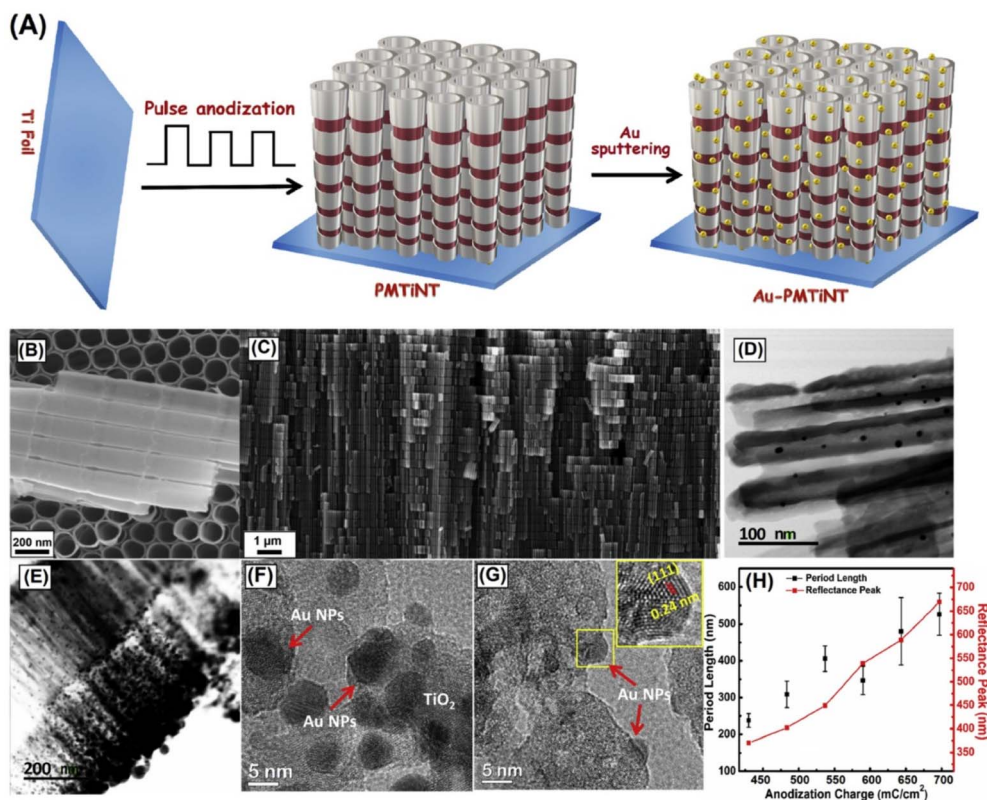 (A)
Ti Foil
Pulse anodization
PMTiNT
Au
sputtering
Au-PMTiNT
(B)
200 nm
(C)
1 µm
(D)
100 nm
(E)
200 nm
(F)
Au NPs
Au NPs
TiO2
5 nm
(G)
(111)
0.24 nm
Au NPs
5 nm
(H)
Period Length
Reflectance Peak
Period Length (nm)
600
500
400
300
200
700
650
600
550
500
450
400
350
Reflectance Peak
(nm)
450 500 550 600 650 700
Anodization Charge (mC/cm²)